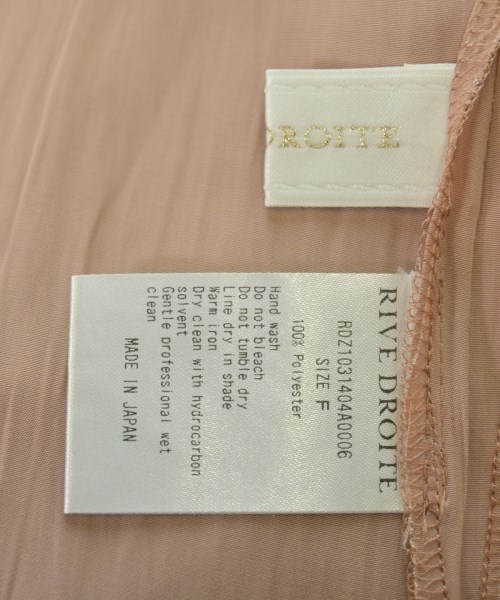 DROITE
RIVE DROITE
RDZ1031404A0006
SIZE F
100% Polyester
Hand wash
Do not bleach
Do not tumble dry
Line dry in shade
Warm iron
Dry clean with hydrocarbon
solvent
Gentle professional wet
clean
MADE IN JAPAN